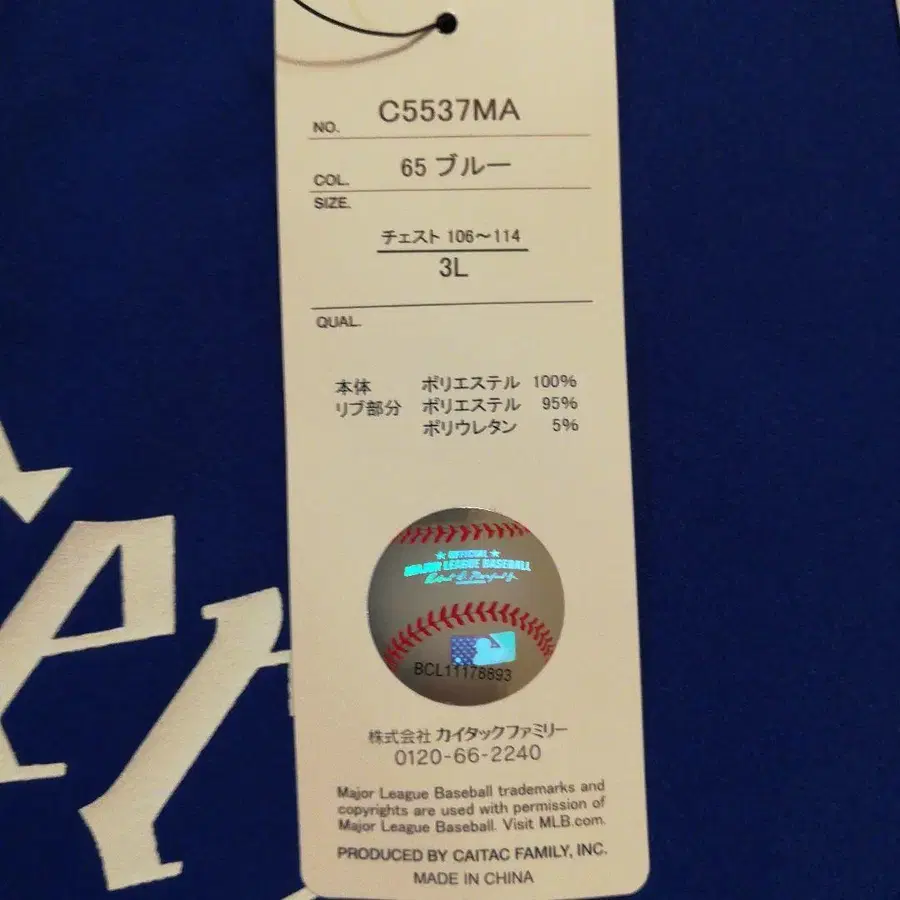 NO. C5537MA
COL. 65 ブルー
SIZE.
チェスト 106～114
3L
QUAL.
本体 ポリエステル 100%
リブ部分 ポリエステル 95%
ポリウレタン 5%
★ OFFICIAL ★
MAJOR LEAGUE BASEBALL
BCL11178893
株式会社 カイタックファミリー
0120-66-2240
Major League Baseball trademarks and
copyrights are used with permission of
Major League Baseball. Visit MLB.com.
PRODUCED BY CAITAC FAMILY, INC.
MADE IN CHINA